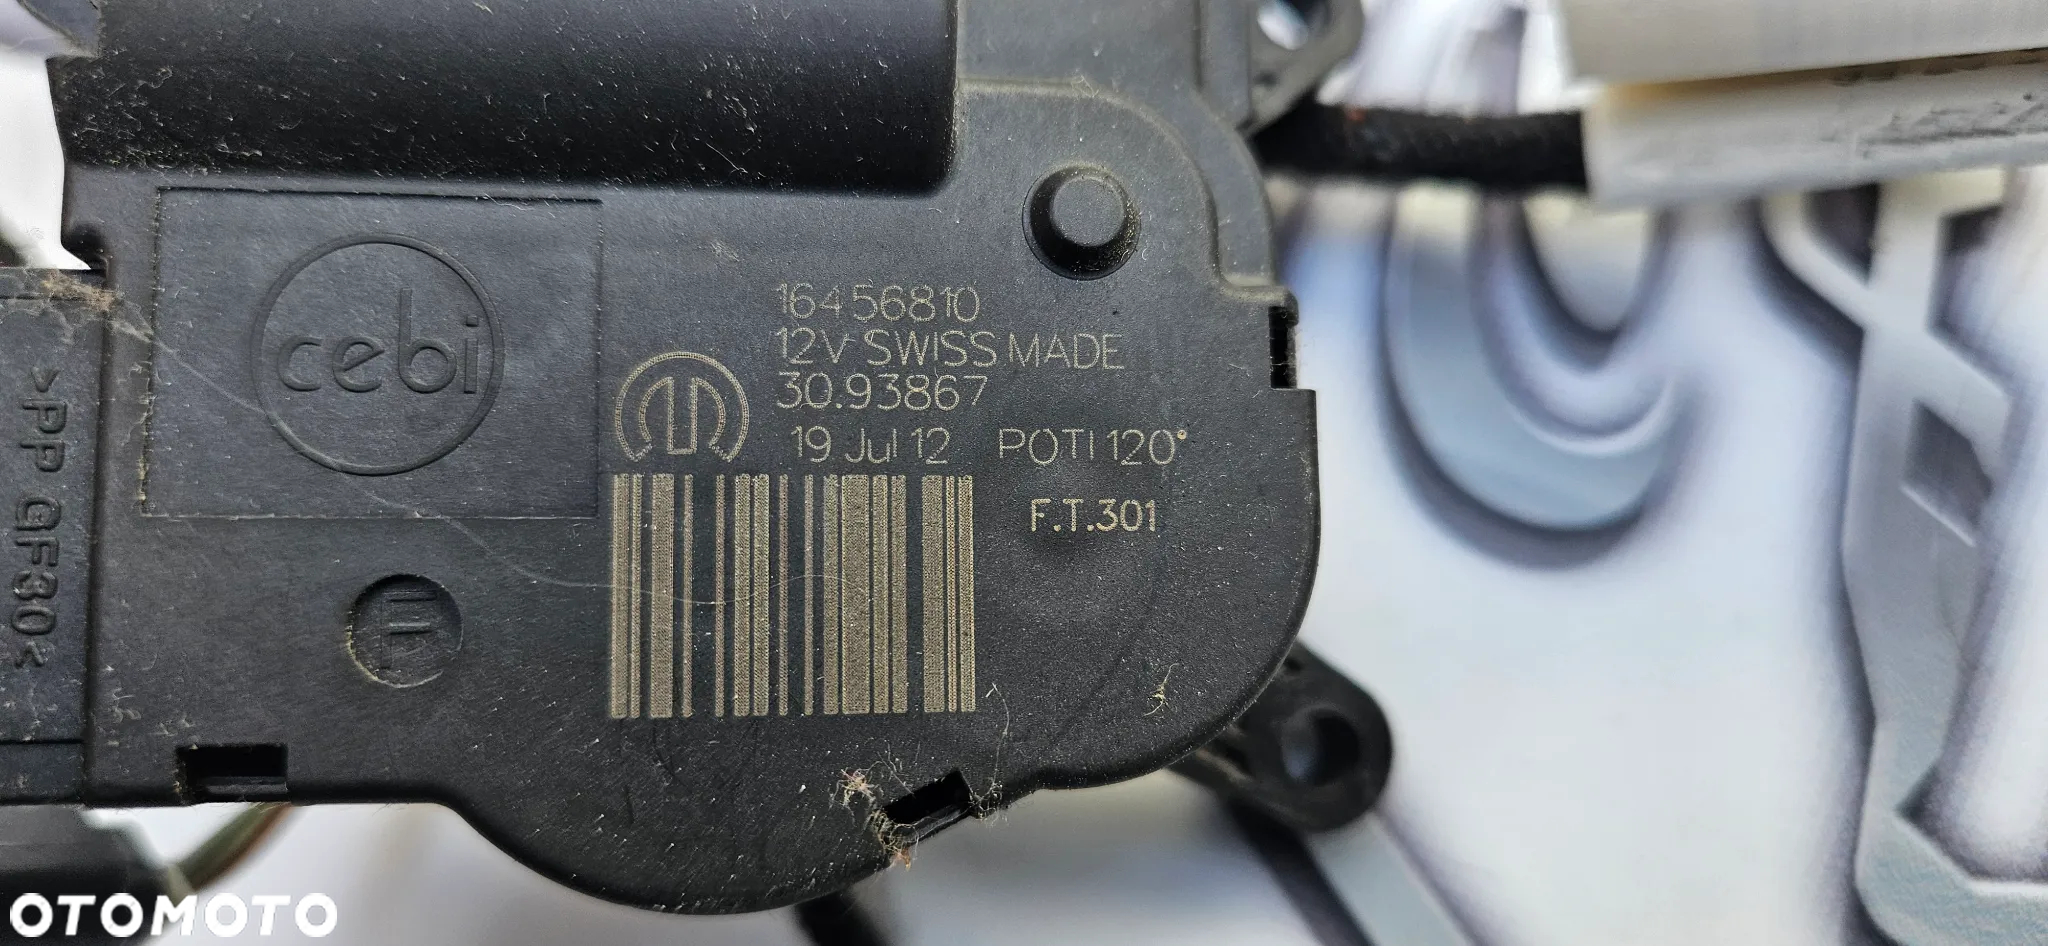 cebi
16456810
12V SWISS MADE
30.93867
19 Jul 12 POTI 120°
F.T.301
>PP GF30<
OTOMOTO